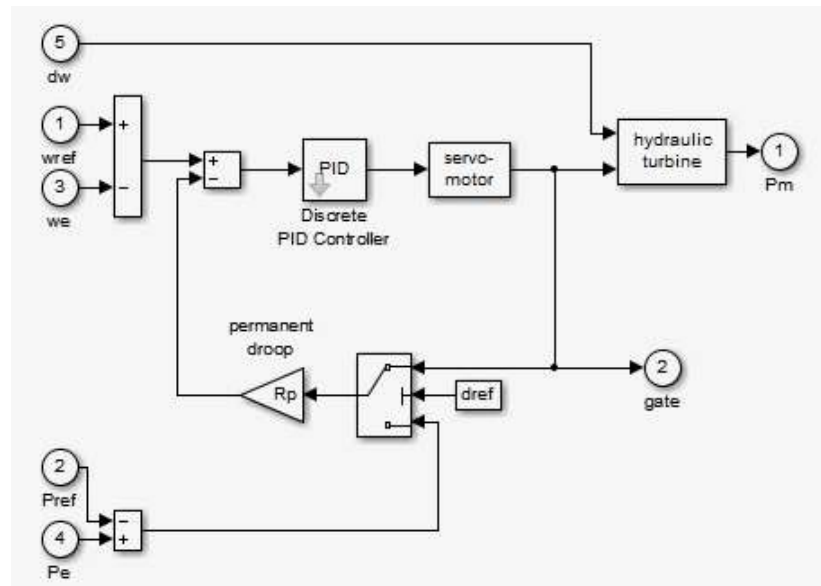 5
dw
1
wref
3
we
+
−
+
−
PID
Discrete
PID Controller
servo-
motor
hydraulic
turbine
1
Pm
permanent
droop
Rp
dref
2
gate
2
Pref
4
Pe
−
+